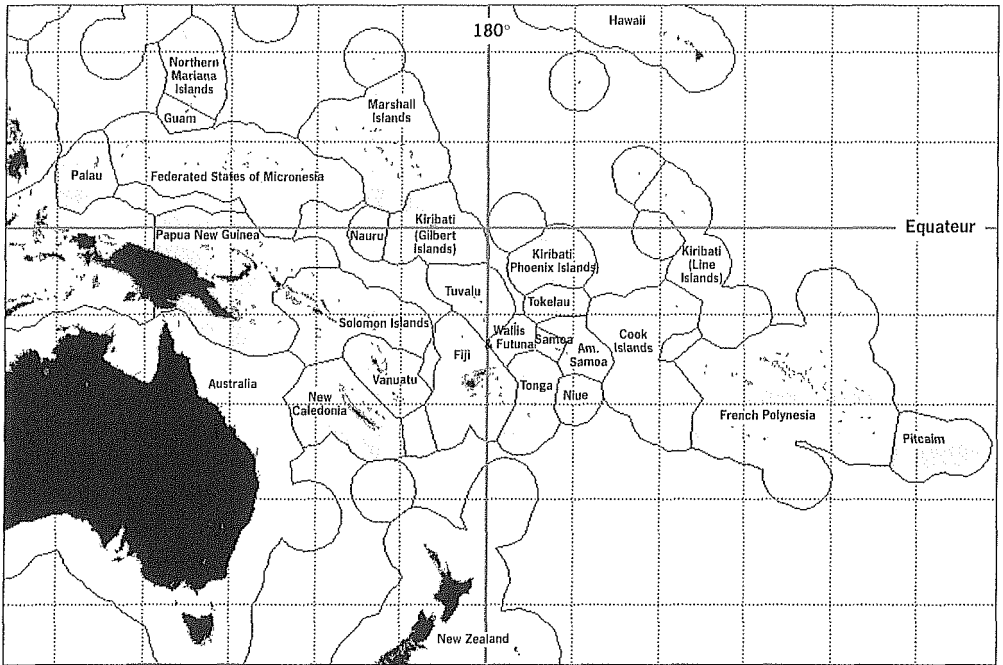 Hawaii
180°
Northern
Mariana
Islands
Guam
Marshall
Islands
Palau
Federated States of Micronesia
Equateur
Papua New Guinea
Nauru
Kiribati
(Gilbert
Islands)
Kiribati
Phoenix Islands)
Kiribati
(Line
Islands)
Tuvalu
Tokelau
Solomon Islands
Wallis
& Futuna
Samoa
Am.
Samoa
Cook
Islands
Fiji
Vanuatu
Australia
New
Caledonia
Tonga
Niue
French Polynesia
Pitcairn
New Zealand